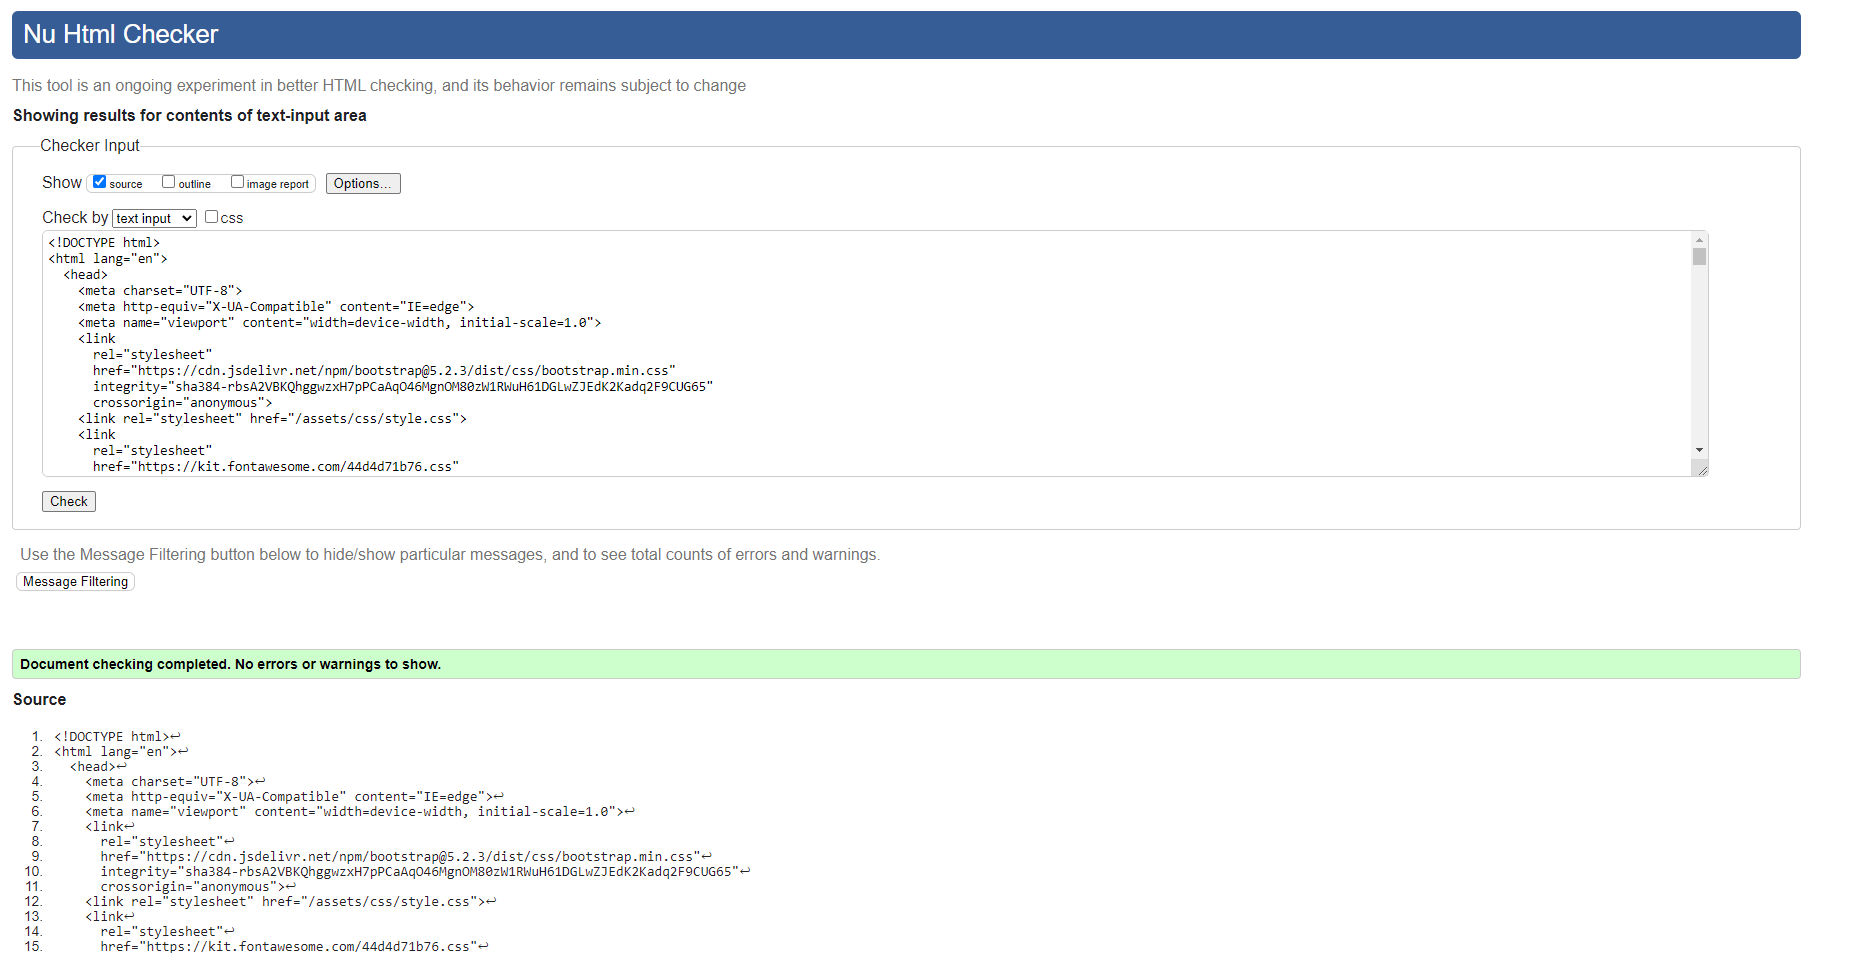 Nu Html Checker
This tool is an ongoing experiment in better HTML checking, and its behavior remains subject to change
Showing results for contents of text-input area
Checker Input
Show source outline image report Options...
Check by text input css
<!DOCTYPE html>
<html lang="en">
  <head>
    <meta charset="UTF-8">
    <meta http-equiv="X-UA-Compatible" content="IE=edge">
    <meta name="viewport" content="width=device-width, initial-scale=1.0">
    <link
      rel="stylesheet"
      href="https://cdn.jsdelivr.net/npm/bootstrap@5.2.3/dist/css/bootstrap.min.css"
      integrity="sha384-rbsA2VBKQhggwzxH7pPCaAqO46MgnOM80zW1RWuH61DGLwZJEdK2Kadq2F9CUG65"
      crossorigin="anonymous">
    <link rel="stylesheet" href="/assets/css/style.css">
    <link
      rel="stylesheet"
      href="https://kit.fontawesome.com/44d4d71b76.css"
Check
Use the Message Filtering button below to hide/show particular messages, and to see total counts of errors and warnings.
Message Filtering
Document checking completed. No errors or warnings to show.
Source
1. <!DOCTYPE html>↩
2. <html lang="en">↩
3.   <head>↩
4.     <meta charset="UTF-8">↩
5.     <meta http-equiv="X-UA-Compatible" content="IE=edge">↩
6.     <meta name="viewport" content="width=device-width, initial-scale=1.0">↩
7.     <link↩
8.       rel="stylesheet"↩
9.       href="https://cdn.jsdelivr.net/npm/bootstrap@5.2.3/dist/css/bootstrap.min.css"↩
10.       integrity="sha384-rbsA2VBKQhggwzxH7pPCaAqO46MgnOM80zW1RWuH61DGLwZJEdK2Kadq2F9CUG65"↩
11.       crossorigin="anonymous">↩
12.     <link rel="stylesheet" href="/assets/css/style.css">↩
13.     <link↩
14.       rel="stylesheet"↩
15.       href="https://kit.fontawesome.com/44d4d71b76.css"↩